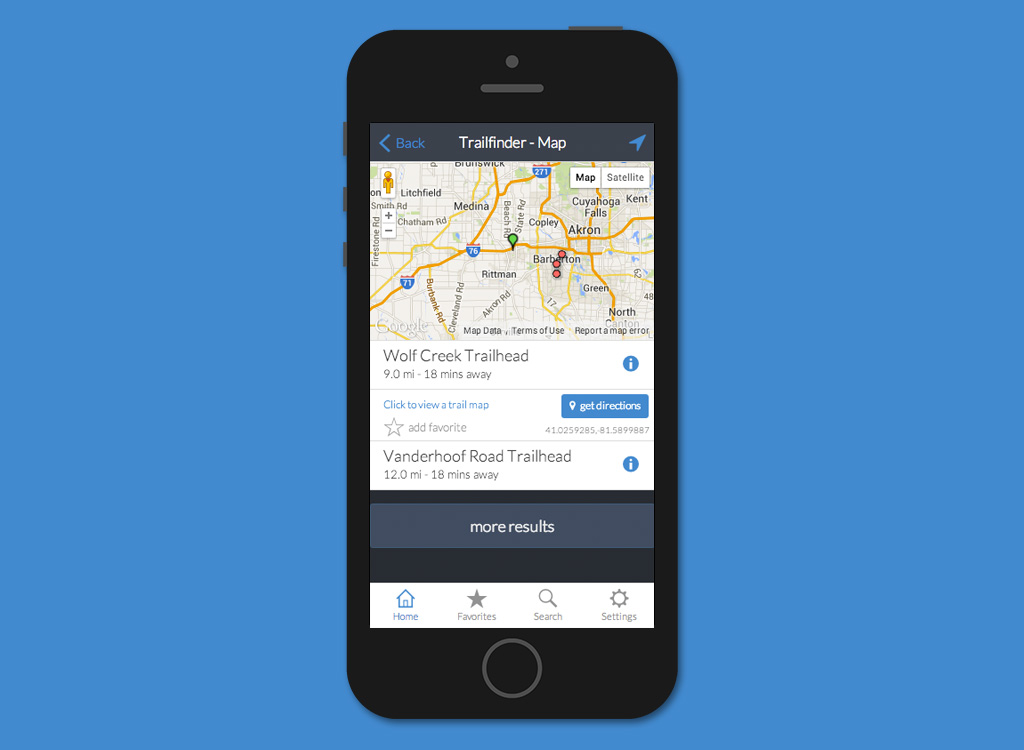 Back
Trailfinder - Map
Brunswick
271
Map
Satellite
on
Litchfield
Smith Rd
Medina
Beach Rd
State Rd
Cuyahoga
Falls
Kent
Chatham Rd
Copley
Akron
Firestone Rd
76
Barberton
Rittman
62
71
Burbank Rd
Cleveland Rd
Akron Rd
Green
17
48
North
Canton
Google
Map Data
Terms of Use
Report a map error
Wolf Creek Trailhead
9.0 mi - 18 mins away
Click to view a trail map
get directions
add favorite
41.0259285,-81.5899887
Vanderhoof Road Trailhead
12.0 mi - 18 mins away
more results
Home
Favorites
Search
Settings